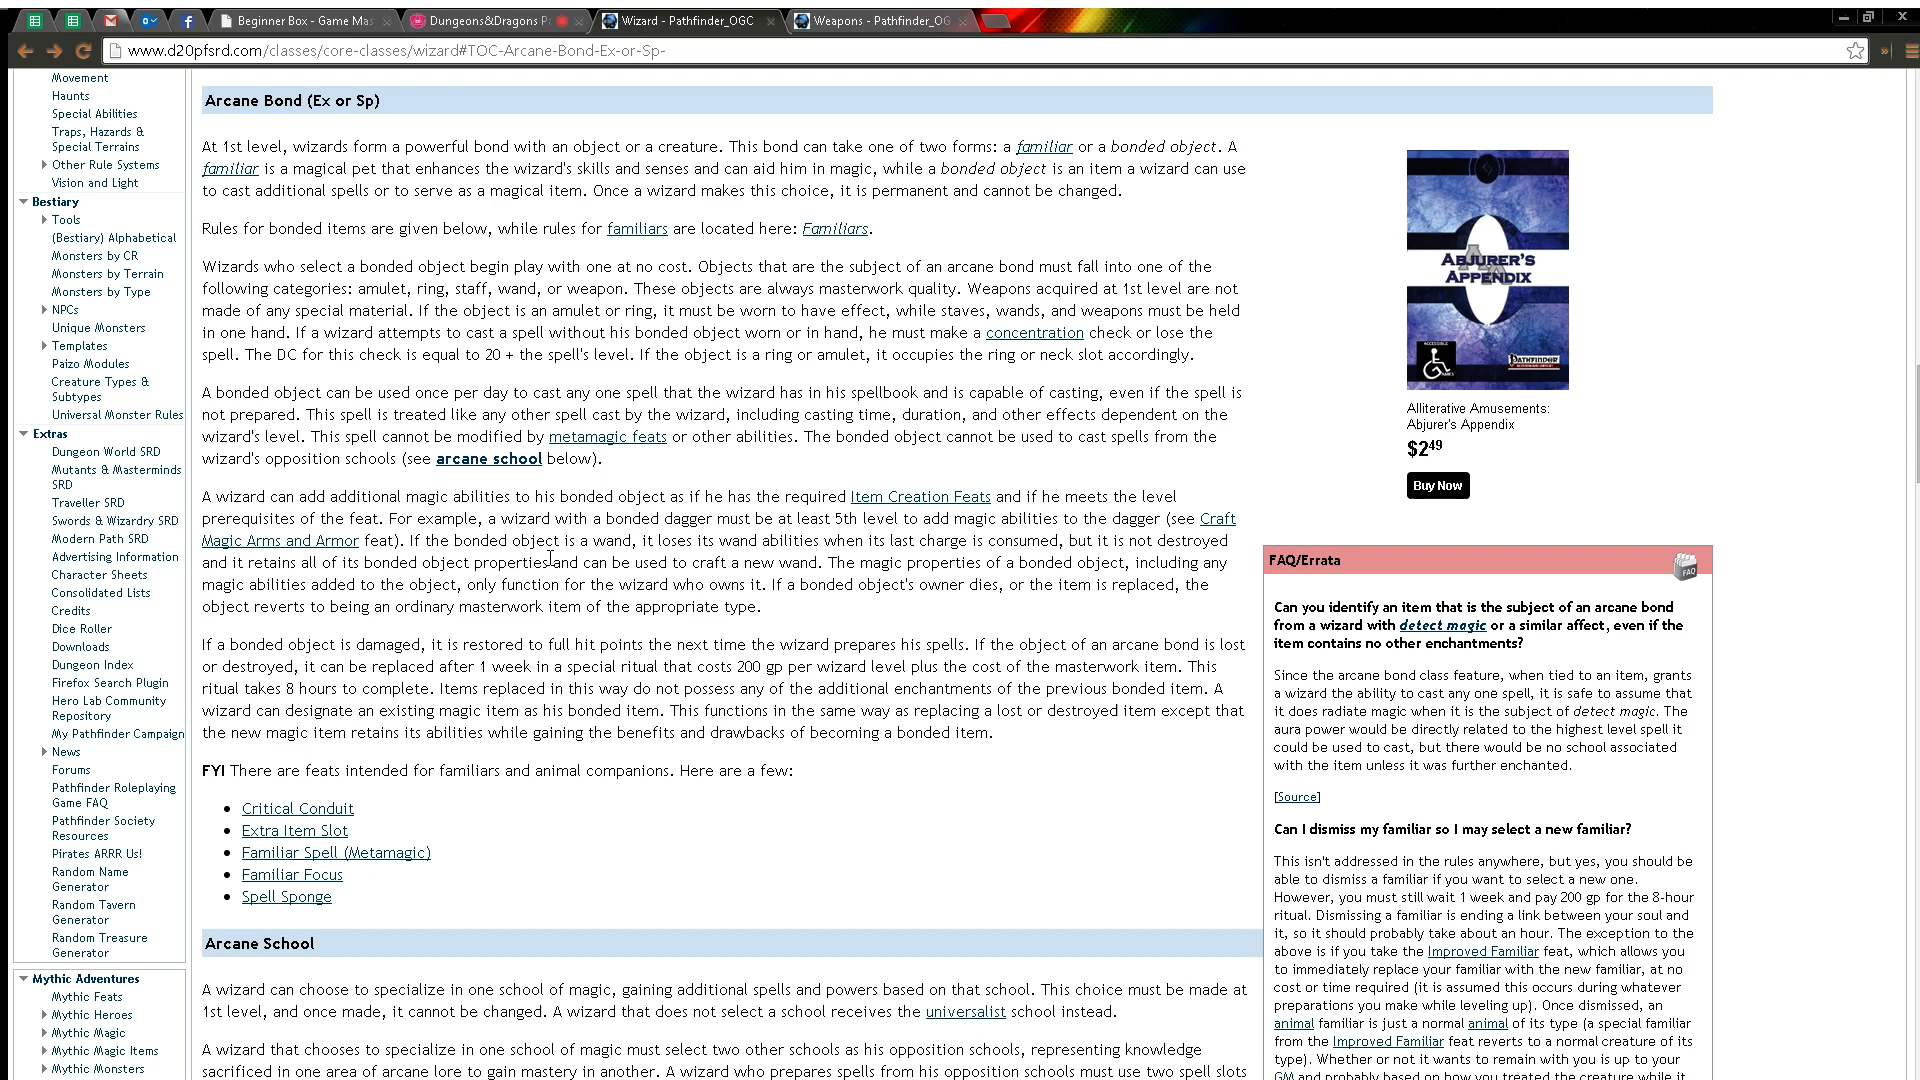 Beginner Box - Game Mas
Dungeons&Dragons Pa
Wizard - Pathfinder_OGC
Weapons - Pathfinder_OG
www.d20pfsrd.com/classes/core-classes/wizard#TOC-Arcane-Bond-Ex-or-Sp-
Movement
Haunts
Special Abilities
Traps, Hazards &
Special Terrains
Other Rule Systems
Vision and Light
Bestiary
Tools
(Bestiary) Alphabetical
Monsters by CR
Monsters by Terrain
Monsters by Type
NPCs
Unique Monsters
Templates
Paizo Modules
Creature Types &
Subtypes
Universal Monster Rules
Extras
Dungeon World SRD
Mutants & Masterminds
SRD
Traveller SRD
Swords & Wizardry SRD
Modern Path SRD
Advertising Information
Character Sheets
Consolidated Lists
Credits
Dice Roller
Downloads
Dungeon Index
Firefox Search Plugin
Hero Lab Community
Repository
My Pathfinder Campaign
News
Forums
Pathfinder Roleplaying
Game FAQ
Pathfinder Society
Resources
Pirates ARRR Us!
Random Name
Generator
Random Tavern
Generator
Random Treasure
Generator
Mythic Adventures
Mythic Feats
Mythic Heroes
Mythic Magic
Mythic Magic Items
Mythic Monsters
Arcane Bond (Ex or Sp)
At 1st level, wizards form a powerful bond with an object or a creature. This bond can take one of two forms: a familiar or a bonded object. A
familiar is a magical pet that enhances the wizard's skills and senses and can aid him in magic, while a bonded object is an item a wizard can use
to cast additional spells or to serve as a magical item. Once a wizard makes this choice, it is permanent and cannot be changed.
Rules for bonded items are given below, while rules for familiars are located here: Familiars.
Wizards who select a bonded object begin play with one at no cost. Objects that are the subject of an arcane bond must fall into one of the
following categories: amulet, ring, staff, wand, or weapon. These objects are always masterwork quality. Weapons acquired at 1st level are not
made of any special material. If the object is an amulet or ring, it must be worn to have effect, while staves, wands, and weapons must be held
in one hand. If a wizard attempts to cast a spell without his bonded object worn or in hand, he must make a concentration check or lose the
spell. The DC for this check is equal to 20 + the spell's level. If the object is a ring or amulet, it occupies the ring or neck slot accordingly.
A bonded object can be used once per day to cast any one spell that the wizard has in his spellbook and is capable of casting, even if the spell is
not prepared. This spell is treated like any other spell cast by the wizard, including casting time, duration, and other effects dependent on the
wizard's level. This spell cannot be modified by metamagic feats or other abilities. The bonded object cannot be used to cast spells from the
wizard's opposition schools (see arcane school below).
A wizard can add additional magic abilities to his bonded object as if he has the required Item Creation Feats and if he meets the level
prerequisites of the feat. For example, a wizard with a bonded dagger must be at least 5th level to add magic abilities to the dagger (see Craft
Magic Arms and Armor feat). If the bonded object is a wand, it loses its wand abilities when its last charge is consumed, but it is not destroyed
and it retains all of its bonded object properties and can be used to craft a new wand. The magic properties of a bonded object, including any
magic abilities added to the object, only function for the wizard who owns it. If a bonded object's owner dies, or the item is replaced, the
object reverts to being an ordinary masterwork item of the appropriate type.
If a bonded object is damaged, it is restored to full hit points the next time the wizard prepares his spells. If the object of an arcane bond is lost
or destroyed, it can be replaced after 1 week in a special ritual that costs 200 gp per wizard level plus the cost of the masterwork item. This
ritual takes 8 hours to complete. Items replaced in this way do not possess any of the additional enchantments of the previous bonded item. A
wizard can designate an existing magic item as his bonded item. This functions in the same way as replacing a lost or destroyed item except that
the new magic item retains its abilities while gaining the benefits and drawbacks of becoming a bonded item.
FYI There are feats intended for familiars and animal companions. Here are a few:
Critical Conduit
Extra Item Slot
Familiar Spell (Metamagic)
Familiar Focus
Spell Sponge
Arcane School
A wizard can choose to specialize in one school of magic, gaining additional spells and powers based on that school. This choice must be made at
1st level, and once made, it cannot be changed. A wizard that does not select a school receives the universalist school instead.
A wizard that chooses to specialize in one school of magic must select two other schools as his opposition schools, representing knowledge
sacrificed in one area of arcane lore to gain mastery in another. A wizard who prepares spells from his opposition schools must use two spell slots
ABJURER'S
APPENDIX
ACCESSIBLE
GAMES
PATHFINDER
Alliterative Amusements:
Abjurer's Appendix
$2 49
Buy Now
FAQ/Errata
FAQ
Can you identify an item that is the subject of an arcane bond
from a wizard with detect magic or a similar affect, even if the
item contains no other enchantments?
Since the arcane bond class feature, when tied to an item, grants
a wizard the ability to cast any one spell, it is safe to assume that
it does radiate magic when it is the subject of detect magic. The
aura power would be directly related to the highest level spell it
could be used to cast, but there would be no school associated
with the item unless it was further enchanted.
[Source]
Can I dismiss my familiar so I may select a new familiar?
This isn't addressed in the rules anywhere, but yes, you should be
able to dismiss a familiar if you want to select a new one.
However, you must still wait 1 week and pay 200 gp for the 8-hour
ritual. Dismissing a familiar is ending a link between your soul and
it, so it should probably take about an hour. The exception to the
above is if you take the Improved Familiar feat, which allows you
to immediately replace your familiar with the new familiar, at no
cost or time required (it is assumed this occurs during whatever
preparations you make while leveling up). Once dismissed, an
animal familiar is just a normal animal of its type (a special familiar
from the Improved Familiar feat reverts to a normal creature of its
type). Whether or not it wants to remain with you is up to your
GM and probably based on how you treated the creature while it